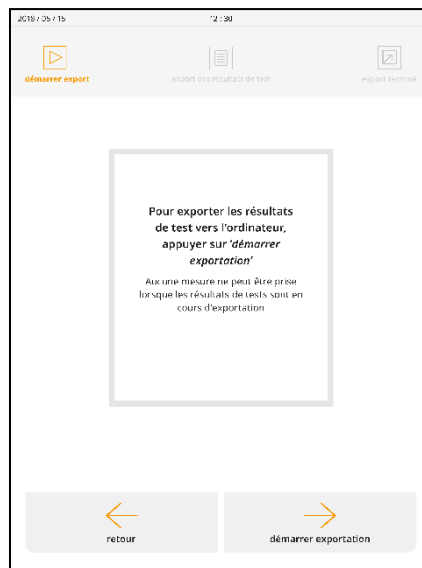 2018 / 05 / 15 12 : 30
démarrer export export des résultats de test export terminé
Pour exporter les résultats
de test vers l'ordinateur,
appuyer sur 'démarrer
exportation'
Aucune mesure ne peut être prise
lorsque les résultats de tests sont en
cours d'exportation
retour démarrer exportation